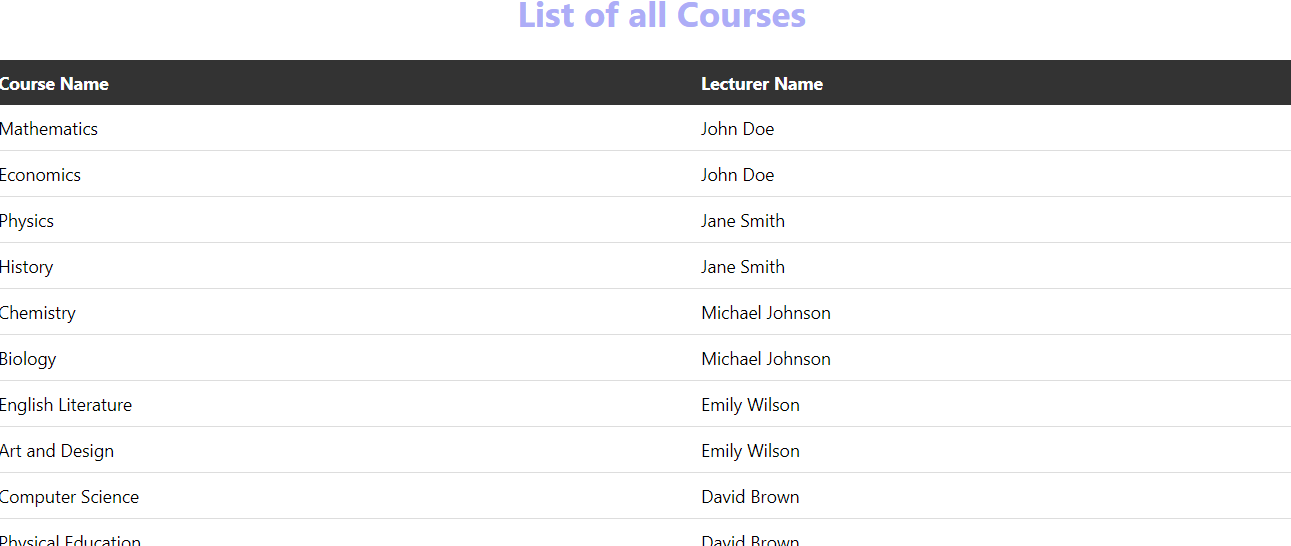 List of all Courses
Course Name Lecturer Name
Mathematics John Doe
Economics John Doe
Physics Jane Smith
History Jane Smith
Chemistry Michael Johnson
Biology Michael Johnson
English Literature Emily Wilson
Art and Design Emily Wilson
Computer Science David Brown
Physical Education David Brown